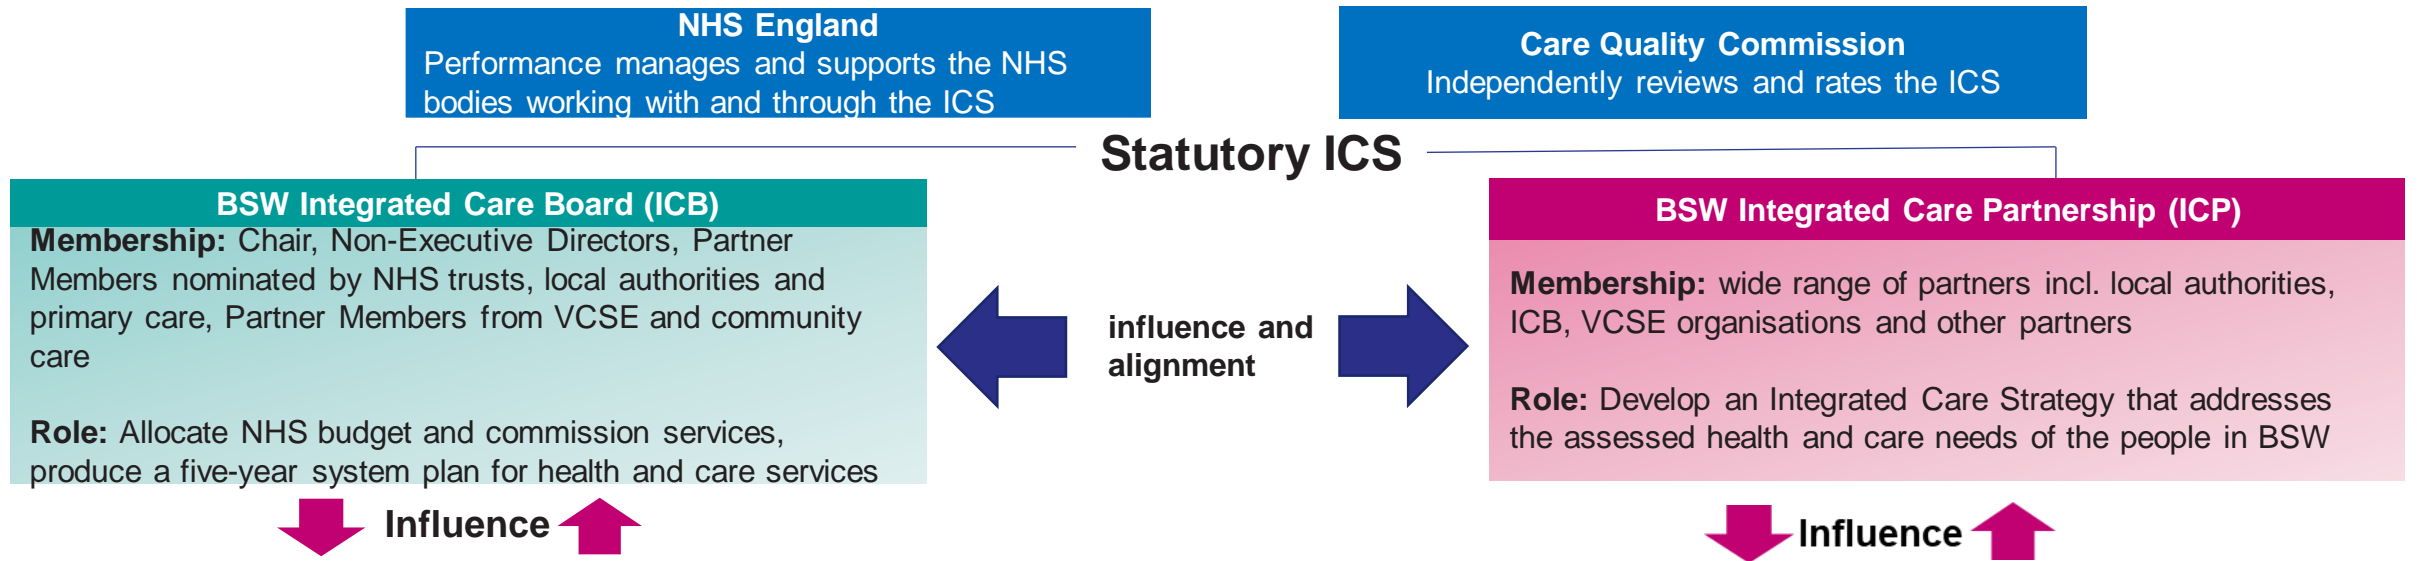 NHS England
Performance manages and supports the NHS
bodies working with and through the ICS
Care Quality Commission
Independently reviews and rates the ICS
Statutory ICS
BSW Integrated Care Board (ICB)
Membership: Chair, Non-Executive Directors, Partner
Members nominated by NHS trusts, local authorities and
primary care, Partner Members from VCSE and community
care
Role: Allocate NHS budget and commission services,
produce a five-year system plan for health and care services
influence and
alignment
BSW Integrated Care Partnership (ICP)
Membership: wide range of partners incl. local authorities,
ICB, VCSE organisations and other partners
Role: Develop an Integrated Care Strategy that addresses
the assessed health and care needs of the people in BSW
Influence
Influence